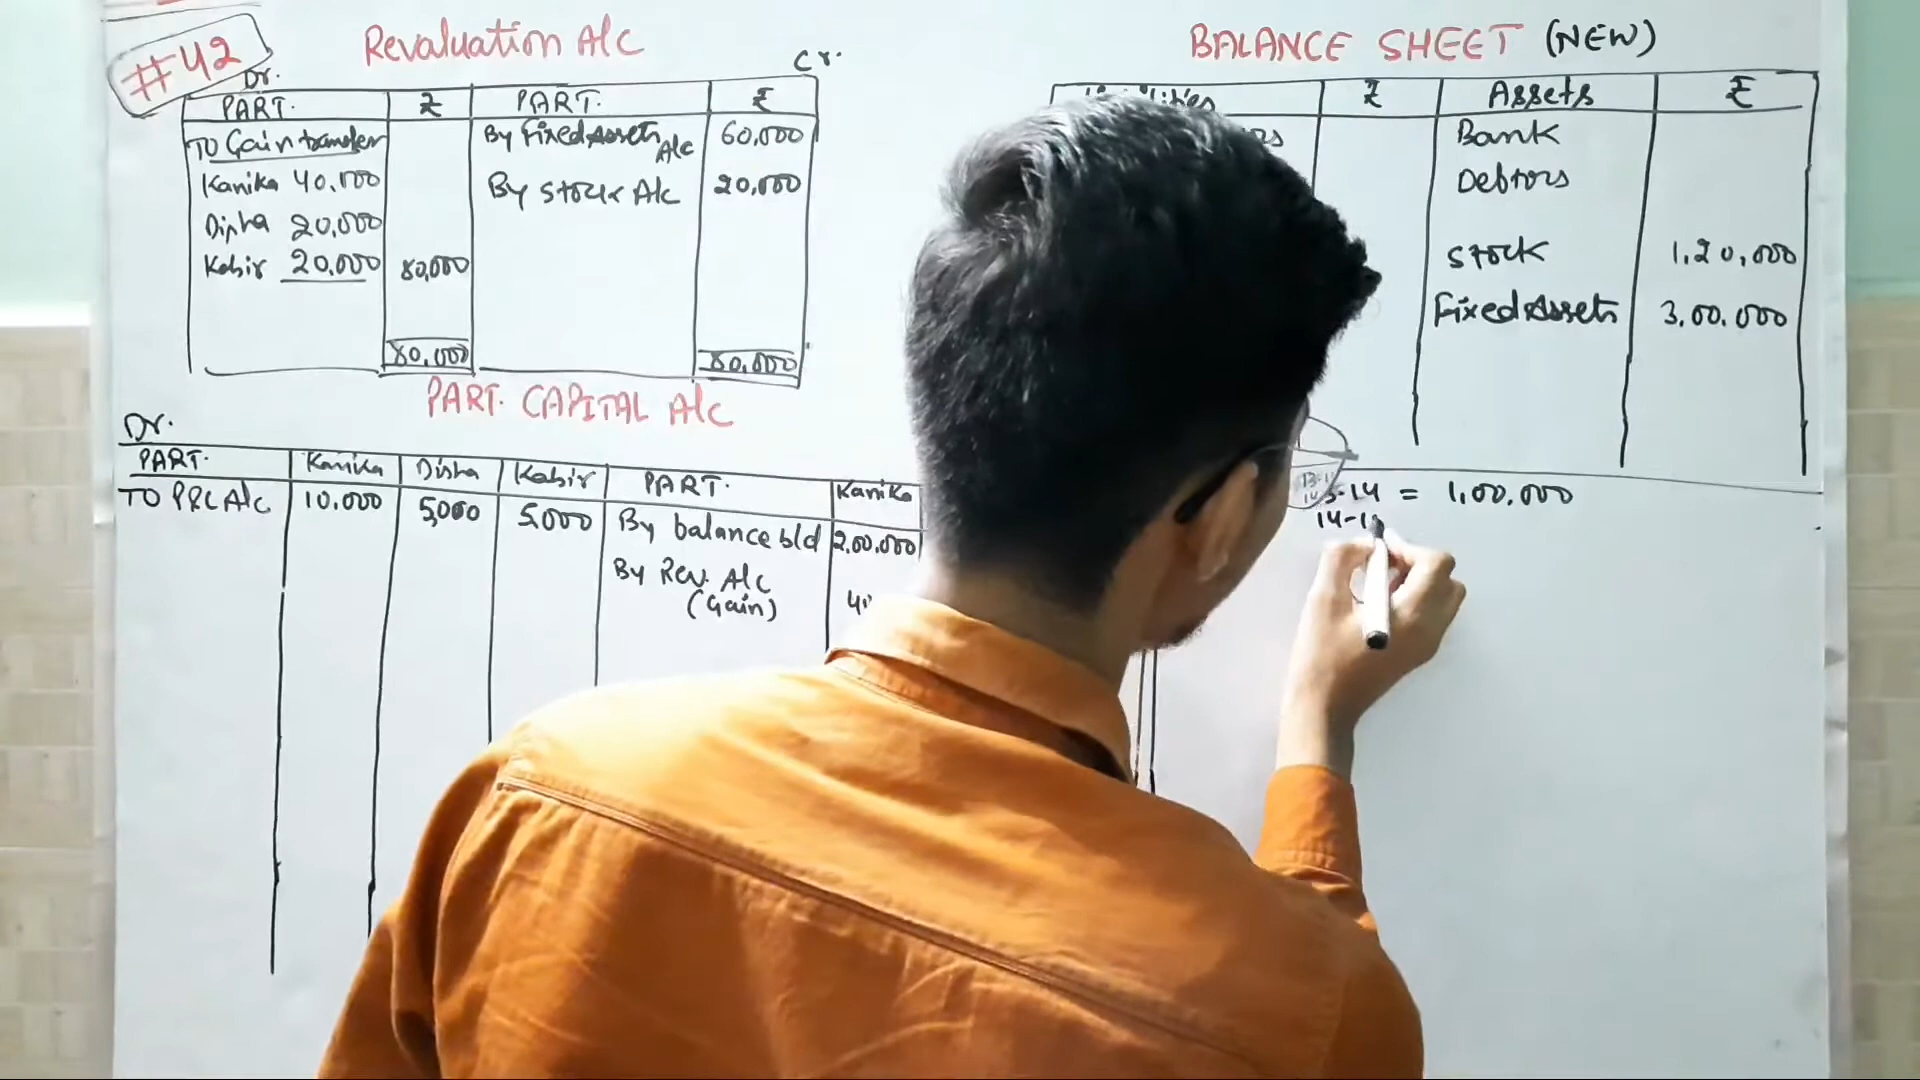 #42
Revaluation A/c
Dr.
Cr.
PART. ₹ PART. ₹
TO Gain transfer By Fixed Assets A/c 60,000
Kanika 40,000 By Stock A/c 20,000
Disha 20,000
Kabir 20,000 80,000
80,000 80,000
PART. CAPITAL A/c
Dr.
PART. Kanika Disha Kabir PART. Kanika
TO P&L A/c 10,000 5,000 5,000 By balance b/d 2,00,000
By Rev. A/c
(Gain)
BALANCE SHEET (NEW)
₹ Assets ₹
Bank
Debtors
Stock 1,20,000
Fixed Assets 3,00,000
-14 = 1,00,000
14-1